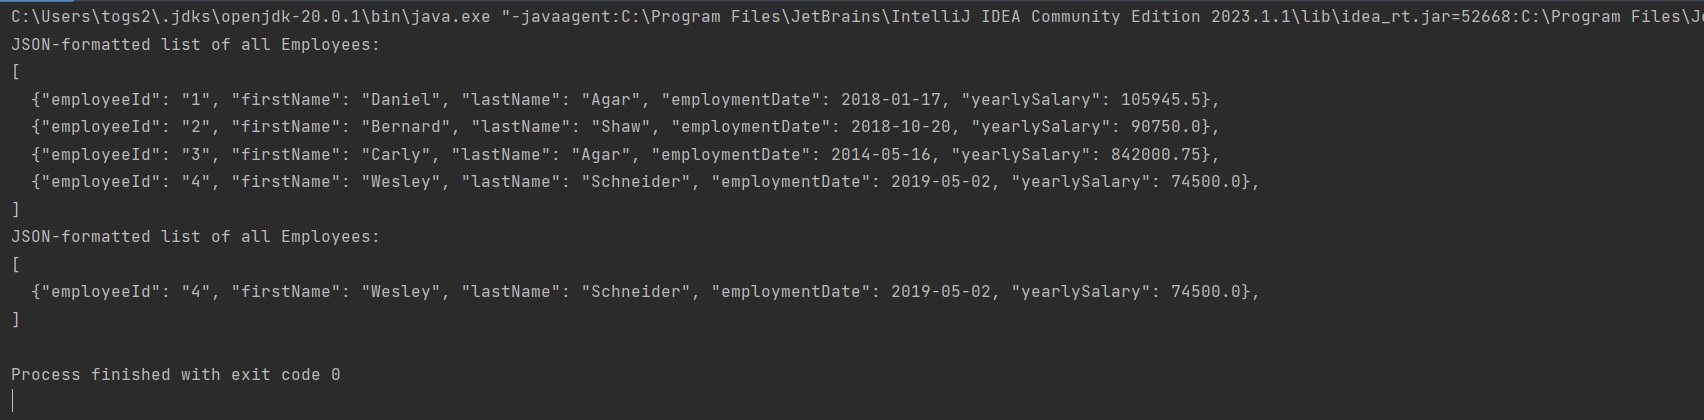 C:\Users\togs2\.jdks\openjdk-20.0.1\bin\java.exe "-javaagent:C:\Program Files\JetBrains\IntelliJ IDEA Community Edition 2023.1.1\lib\idea_rt.jar=52668:C:\Program Files\Je
JSON-formatted list of all Employees:
[
  {"employeeId": "1", "firstName": "Daniel", "lastName": "Agar", "employmentDate": 2018-01-17, "yearlySalary": 105945.5},
  {"employeeId": "2", "firstName": "Bernard", "lastName": "Shaw", "employmentDate": 2018-10-20, "yearlySalary": 90750.0},
  {"employeeId": "3", "firstName": "Carly", "lastName": "Agar", "employmentDate": 2014-05-16, "yearlySalary": 842000.75},
  {"employeeId": "4", "firstName": "Wesley", "lastName": "Schneider", "employmentDate": 2019-05-02, "yearlySalary": 74500.0},
]
JSON-formatted list of all Employees:
[
  {"employeeId": "4", "firstName": "Wesley", "lastName": "Schneider", "employmentDate": 2019-05-02, "yearlySalary": 74500.0},
]
Process finished with exit code 0